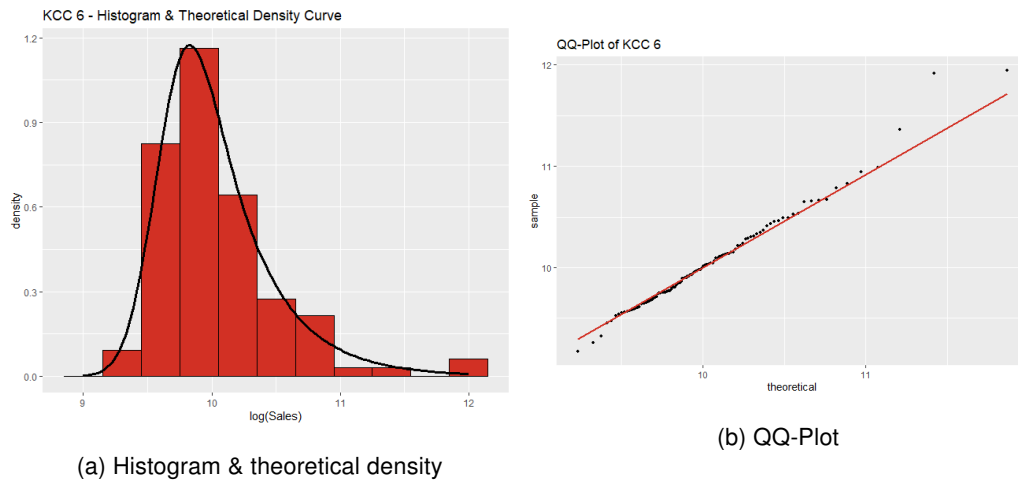 KCC 6 - Histogram & Theoretical Density Curve
1.2
0.9
0.6
0.3
0.0
density
9
10
11
12
log(Sales)
(a) Histogram & theoretical density
QQ-Plot of KCC 6
12
11
10
sample
10
11
theoretical
(b) QQ-Plot